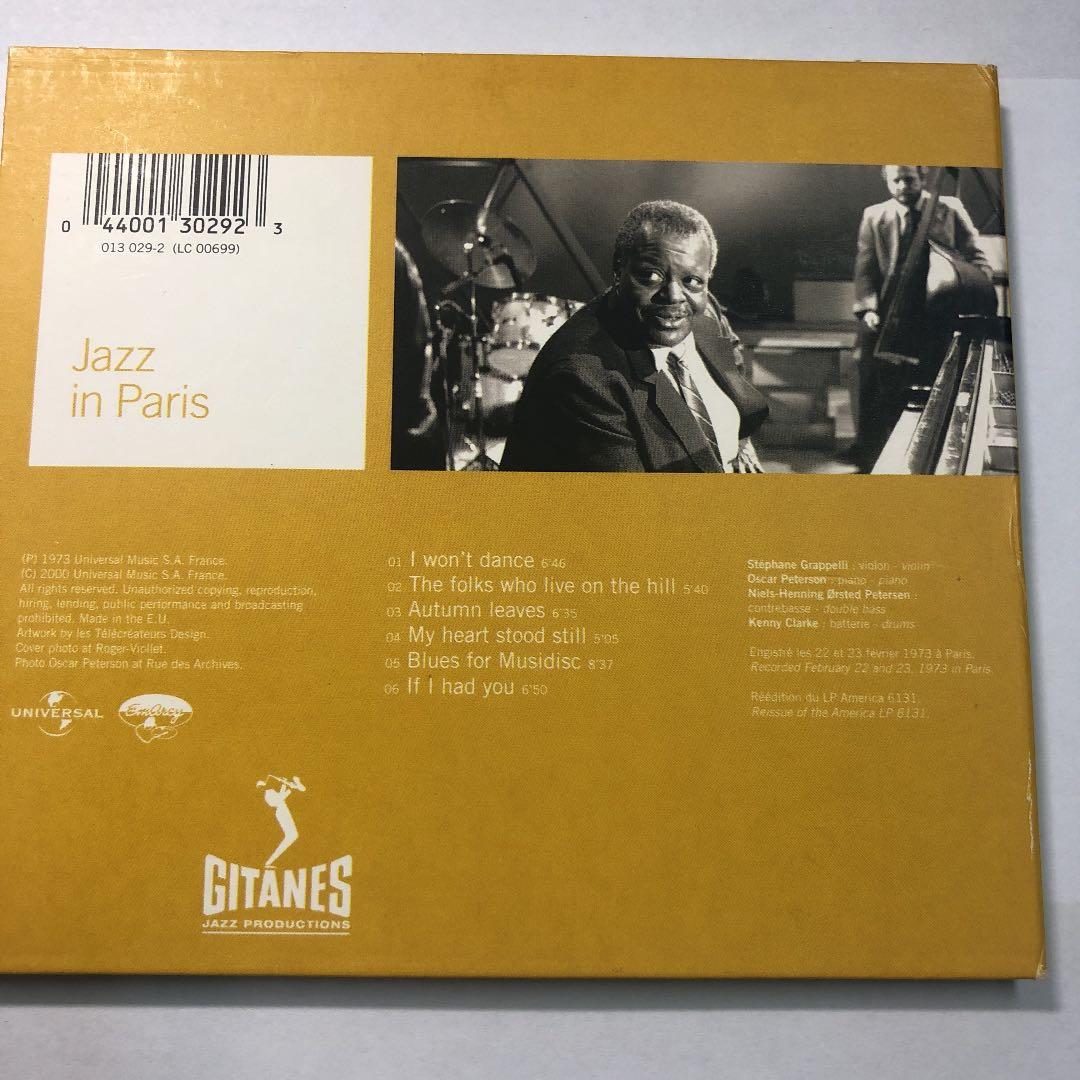 0 44001 30292 3
013 029-2 (LC 00699)
Jazz
in Paris
(P) 1973 Universal Music S.A. France.
(C) 2000 Universal Music S.A. France.
All rights reserved. Unauthorized copying, reproduction,
hiring, lending, public performance and broadcasting
prohibited. Made in the E.U.
Artwork by les Télécréateurs Design.
Cover photo at Roger-Viollet.
Photo Oscar Peterson at Rue des Archives.
UNIVERSAL
EmArcy
GITANES
JAZZ PRODUCTIONS
01 I won't dance 6'46
02 The folks who live on the hill 5'40
03 Autumn leaves 6'35
04 My heart stood still 5'05
05 Blues for Musidisc 8'37
06 If I had you 6'50
Stéphane Grappelli : violon - violin
Oscar Peterson : piano - piano
Niels-Henning Ørsted Petersen :
contrebasse - double bass
Kenny Clarke : batterie - drums
Engistré les 22 et 23 février 1973 à Paris.
Recorded February 22 and 23, 1973 in Paris.
Réédition du LP America 6131.
Reissue of the America LP 6131.